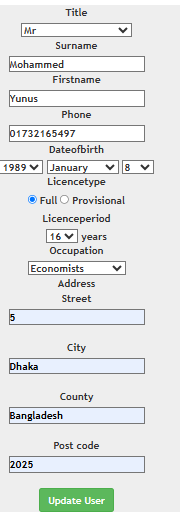 Title
Mr
Surname
Mohammed
Firstname
Yunus
Phone
01732165497
Dateofbirth
1989 January 8
Licencetype
Full Provisional
Licenceperiod
16 years
Occupation
Economists
Address
Street
5
City
Dhaka
County
Bangladesh
Post code
2025
Update User